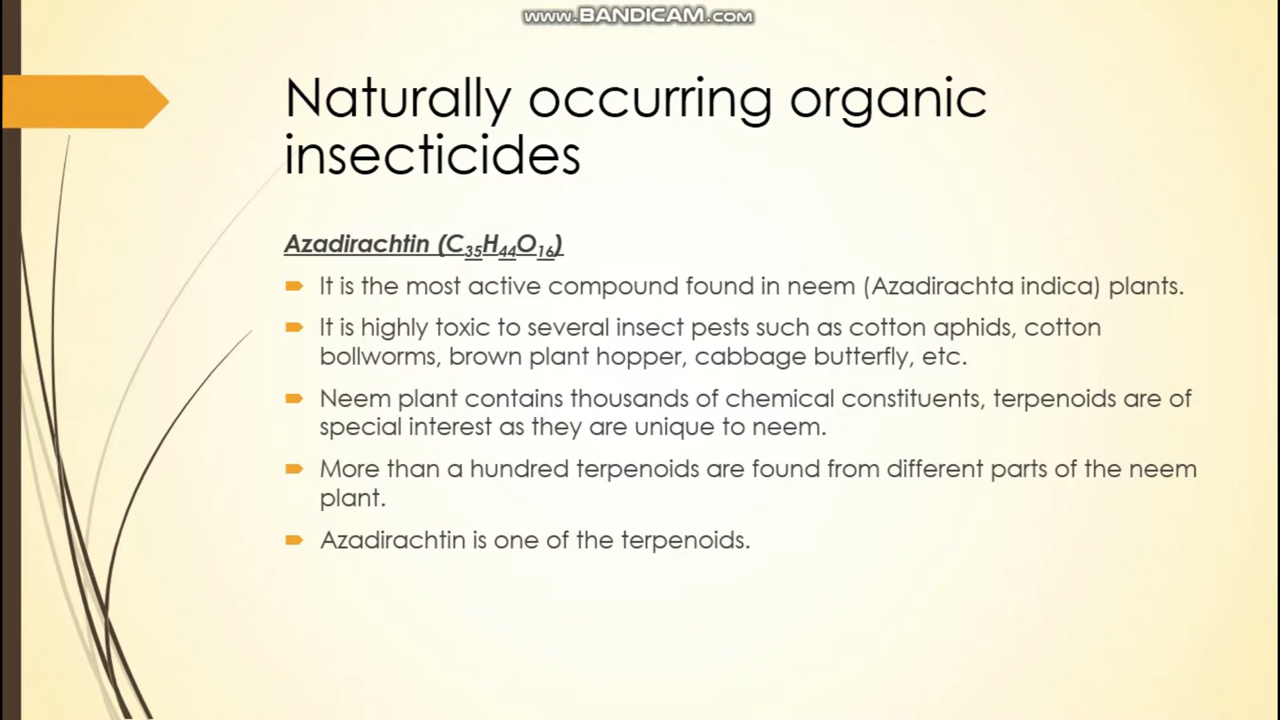 www.BANDICAM.com
Naturally occurring organic
insecticides
Azadirachtin (C₃₅H₄₄O₁₆)
It is the most active compound found in neem (Azadirachta indica) plants.
It is highly toxic to several insect pests such as cotton aphids, cotton
bollworms, brown plant hopper, cabbage butterfly, etc.
Neem plant contains thousands of chemical constituents, terpenoids are of
special interest as they are unique to neem.
More than a hundred terpenoids are found from different parts of the neem
plant.
Azadirachtin is one of the terpenoids.